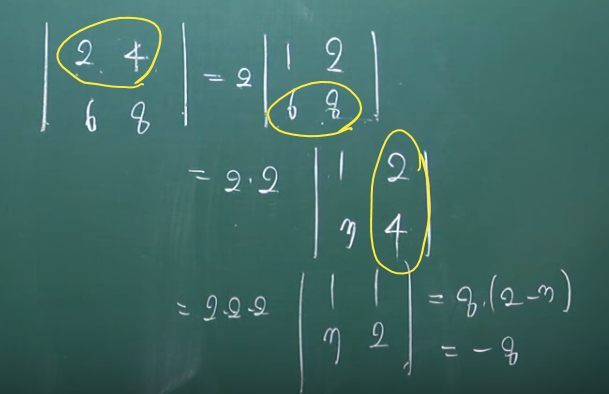 | 2 4 |
| 6 8 | = 2 | 1 2 |
| 6 8 |
= 2·2 | 1 2 |
| 3 4 |
= 2·2·2 | 1 1 |
| 3 2 | = 8·(2-3)
= -8